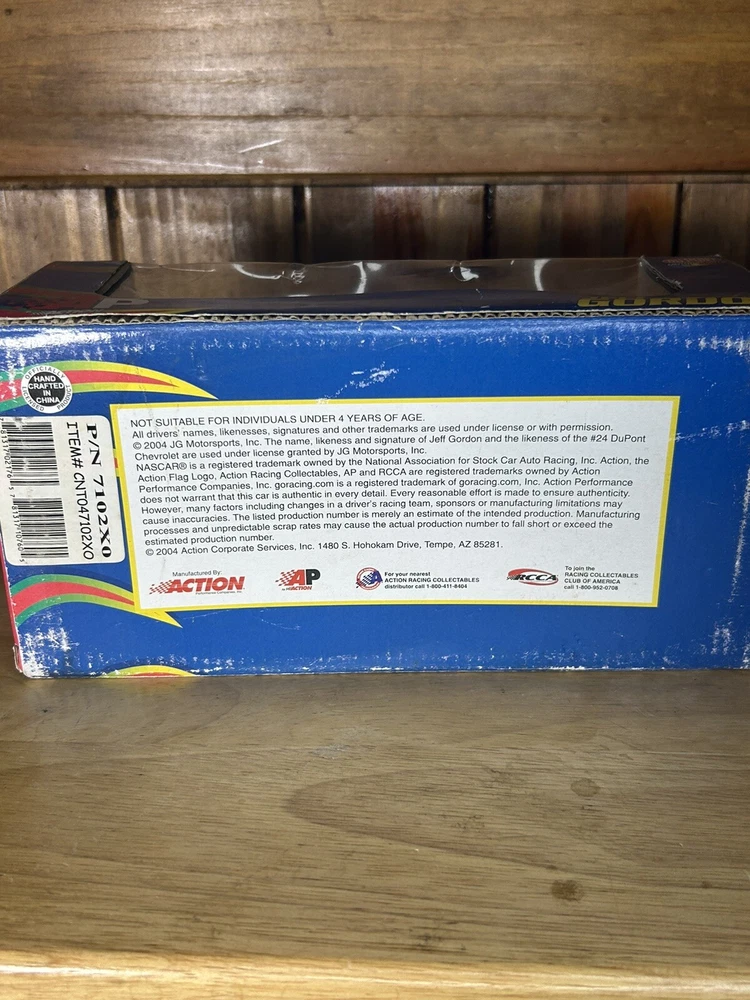 GORDO
OFFICIALLY
HAND
CRAFTED
IN
CHINA
LICENSED PRODUCT
P/N 7102X0
ITEM# CNT047102XO
NOT SUITABLE FOR INDIVIDUALS UNDER 4 YEARS OF AGE.
All drivers' names, likenesses, signatures and other trademarks are used under license or with permission.
© 2004 JG Motorsports, Inc. The name, likeness and signature of Jeff Gordon and the likeness of the #24 DuPont
Chevrolet are used under license granted by JG Motorsports, Inc.
NASCAR® is a registered trademark owned by the National Association for Stock Car Auto Racing, Inc. Action, the
Action Flag Logo, Action Racing Collectables, AP and RCCA are registered trademarks owned by Action
Performance Companies, Inc. goracing.com is a registered trademark of goracing.com, Inc. Action Performance
does not warrant that this car is authentic in every detail. Every reasonable effort is made to ensure authenticity.
However, many factors including changes in a driver's racing team, sponsors or manufacturing limitations may
cause inaccuracies. The listed production number is merely an estimate of the intended production. Manufacturing
processes and unpredictable scrap rates may cause the actual production number to fall short or exceed the
estimated production number.
© 2004 Action Corporate Services, Inc. 1480 S. Hohokam Drive, Tempe, AZ 85281.
Manufactured By:
ACTION
Performance Companies, Inc.
AP
by ACTION
For your nearest
ACTION RACING COLLECTABLES
distributor call 1-800-411-8404
RCCA
To join the
RACING COLLECTABLES
CLUB OF AMERICA
call 1-800-952-0708